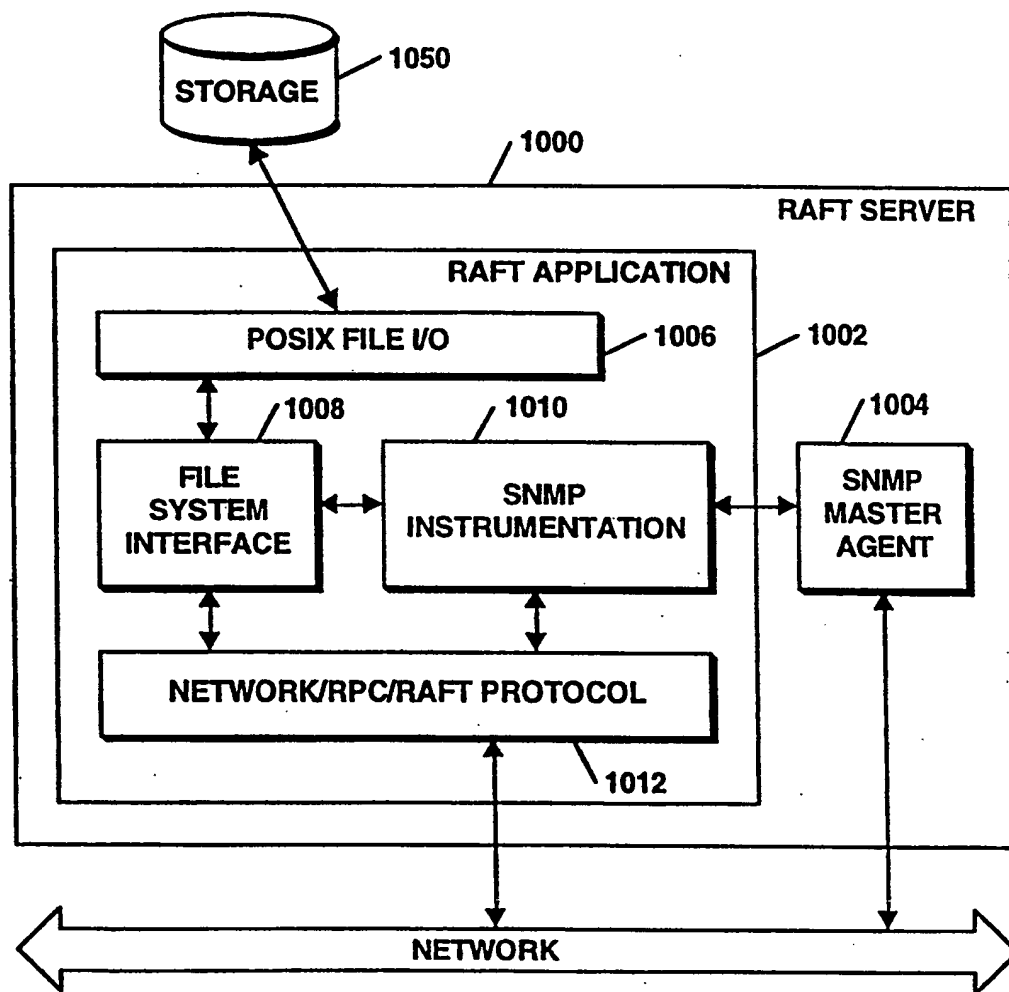 STORAGE
1050
1000
RAFT SERVER
RAFT APPLICATION
POSIX FILE I/O
1006
1002
1008
1010
1004
FILE
SYSTEM
INTERFACE
SNMP
INSTRUMENTATION
SNMP
MASTER
AGENT
NETWORK/RPC/RAFT PROTOCOL
1012
NETWORK